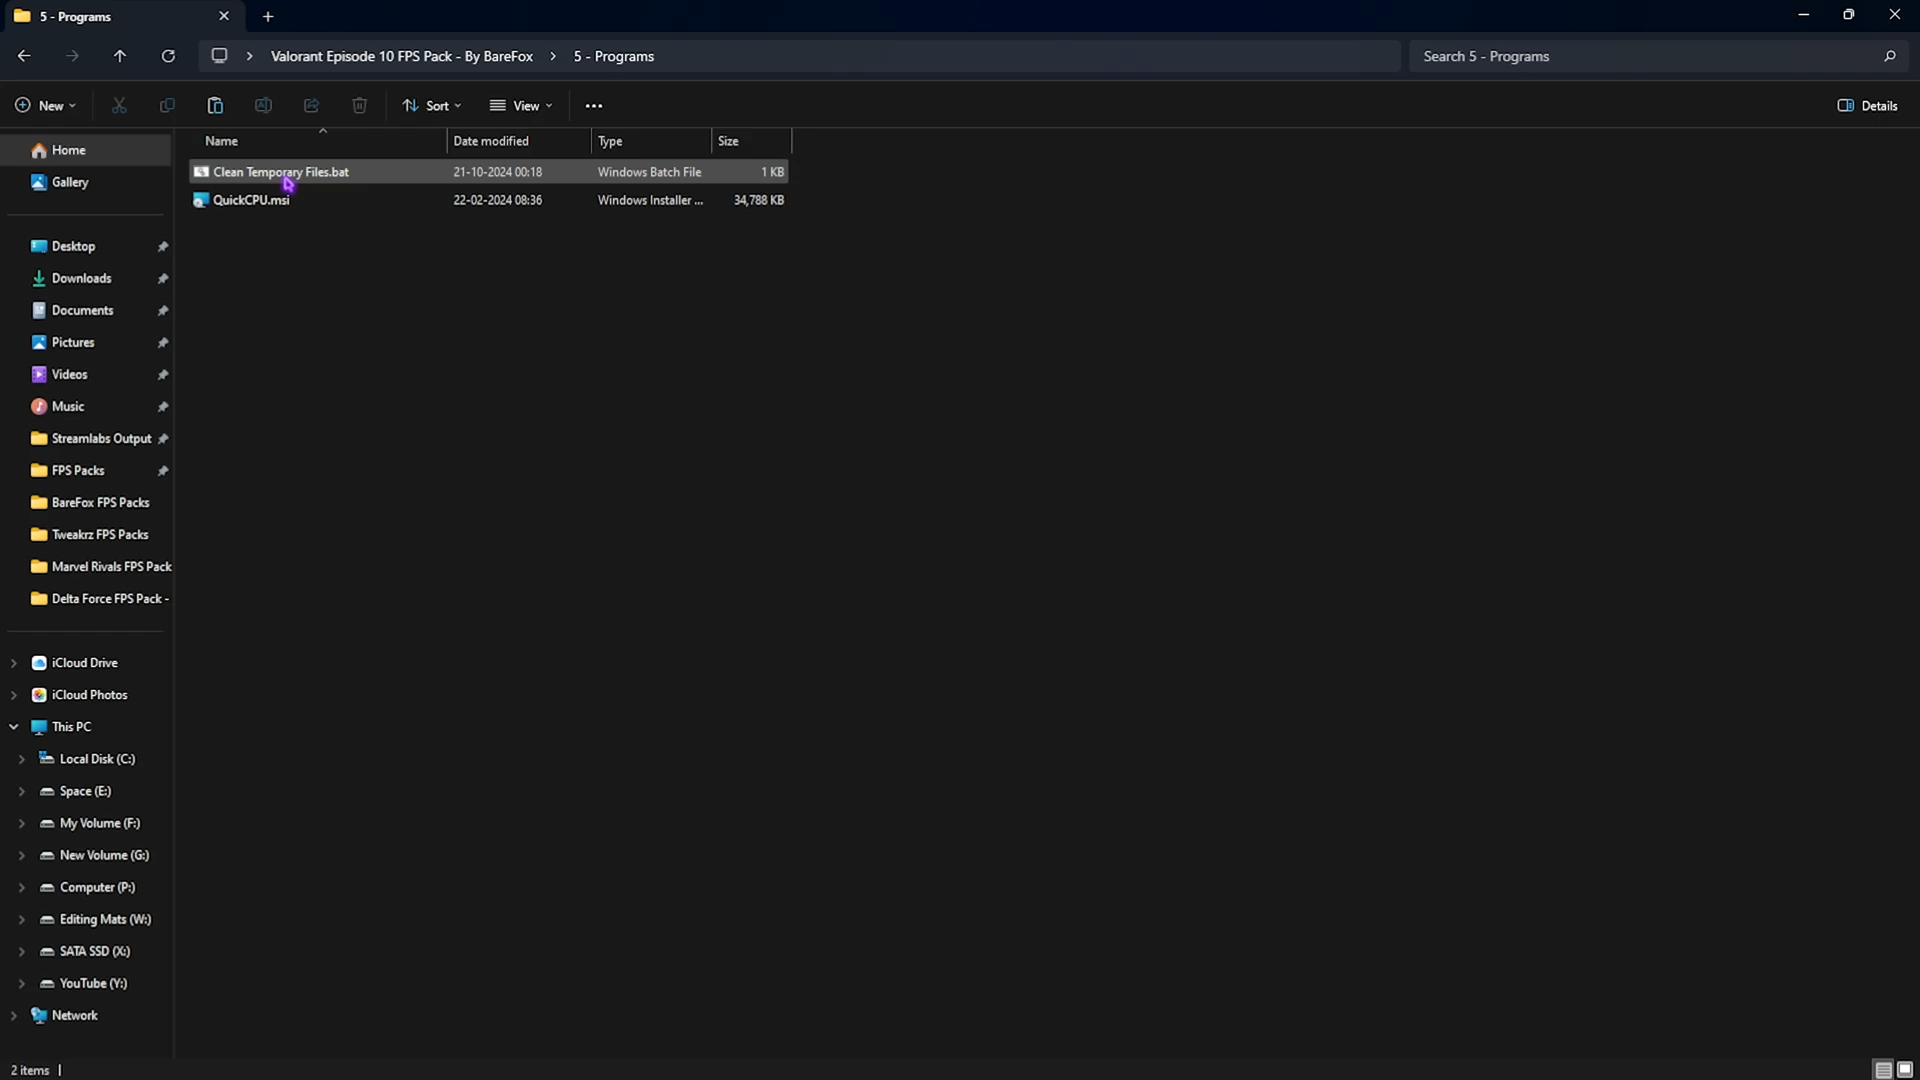 5 - Programs
Valorant Episode 10 FPS Pack - By BareFox > 5 - Programs
Search 5 - Programs
New
Sort
View
Details
Name Date modified Type Size
Clean Temporary Files.bat 21-10-2024 00:18 Windows Batch File 1 KB
QuickCPU.msi 22-02-2024 08:36 Windows Installer ... 34,788 KB
Home
Gallery
Desktop
Downloads
Documents
Pictures
Videos
Music
Streamlabs Output
FPS Packs
BareFox FPS Packs
Tweakrz FPS Packs
Marvel Rivals FPS Pack
Delta Force FPS Pack -
iCloud Drive
iCloud Photos
This PC
Local Disk (C:)
Space (E:)
My Volume (F:)
New Volume (G:)
Computer (P:)
Editing Mats (W:)
SATA SSD (X:)
YouTube (Y:)
Network
2 items